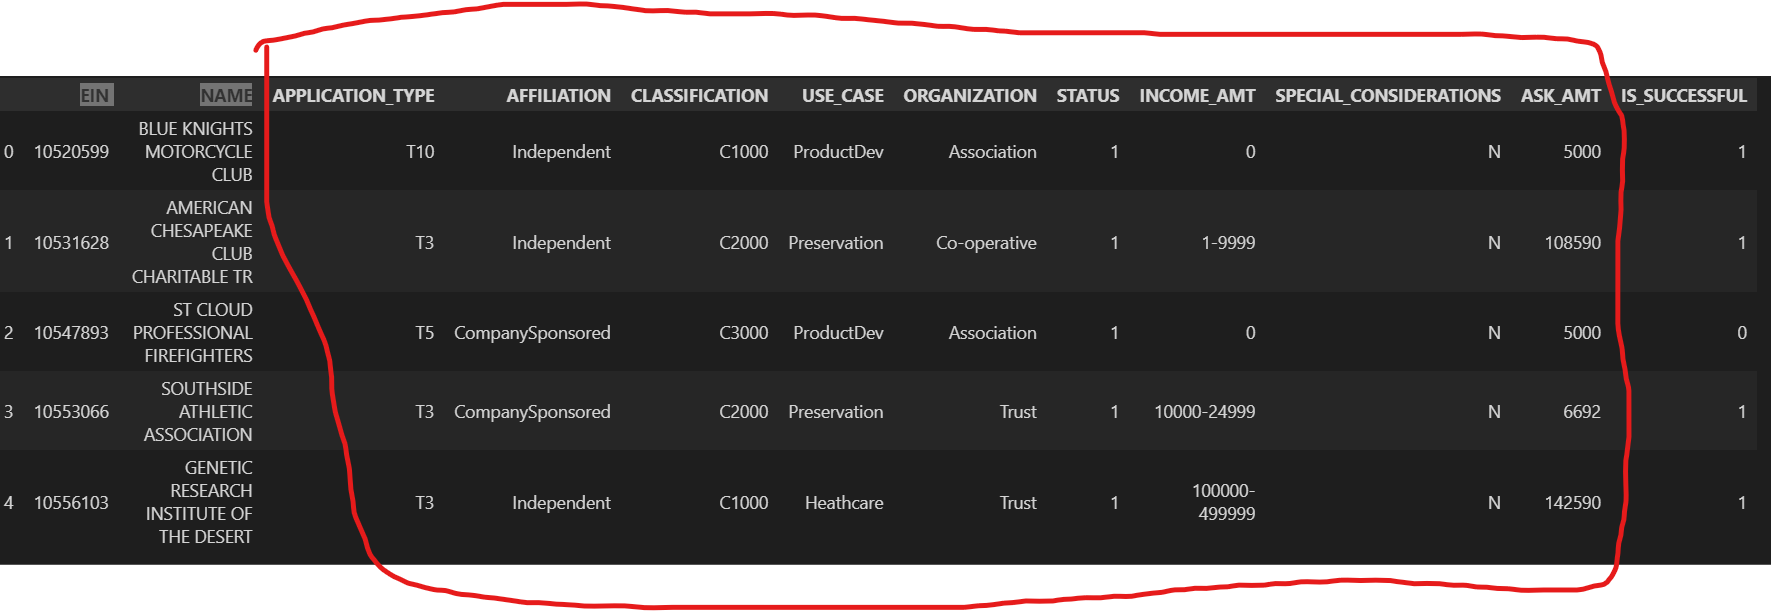 EIN NAME APPLICATION_TYPE AFFILIATION CLASSIFICATION USE_CASE ORGANIZATION STATUS INCOME_AMT SPECIAL_CONSIDERATIONS ASK_AMT IS_SUCCESSFUL
BLUE KNIGHTS
0 10520599 MOTORCYCLE T10 Independent C1000 ProductDev Association 1 0 N 5000 1
CLUB
AMERICAN
CHESAPEAKE
1 10531628 T3 Independent C2000 Preservation Co-operative 1 1-9999 N 108590 1
CLUB
CHARITABLE TR
ST CLOUD
2 10547893 PROFESSIONAL T5 CompanySponsored C3000 ProductDev Association 1 0 N 5000 0
FIREFIGHTERS
SOUTHSIDE
3 10553066 ATHLETIC T3 CompanySponsored C2000 Preservation Trust 1 10000-24999 N 6692 1
ASSOCIATION
GENETIC
RESEARCH 100000-
4 10556103 T3 Independent C1000 Heathcare Trust 1 N 142590 1
INSTITUTE OF 499999
THE DESERT